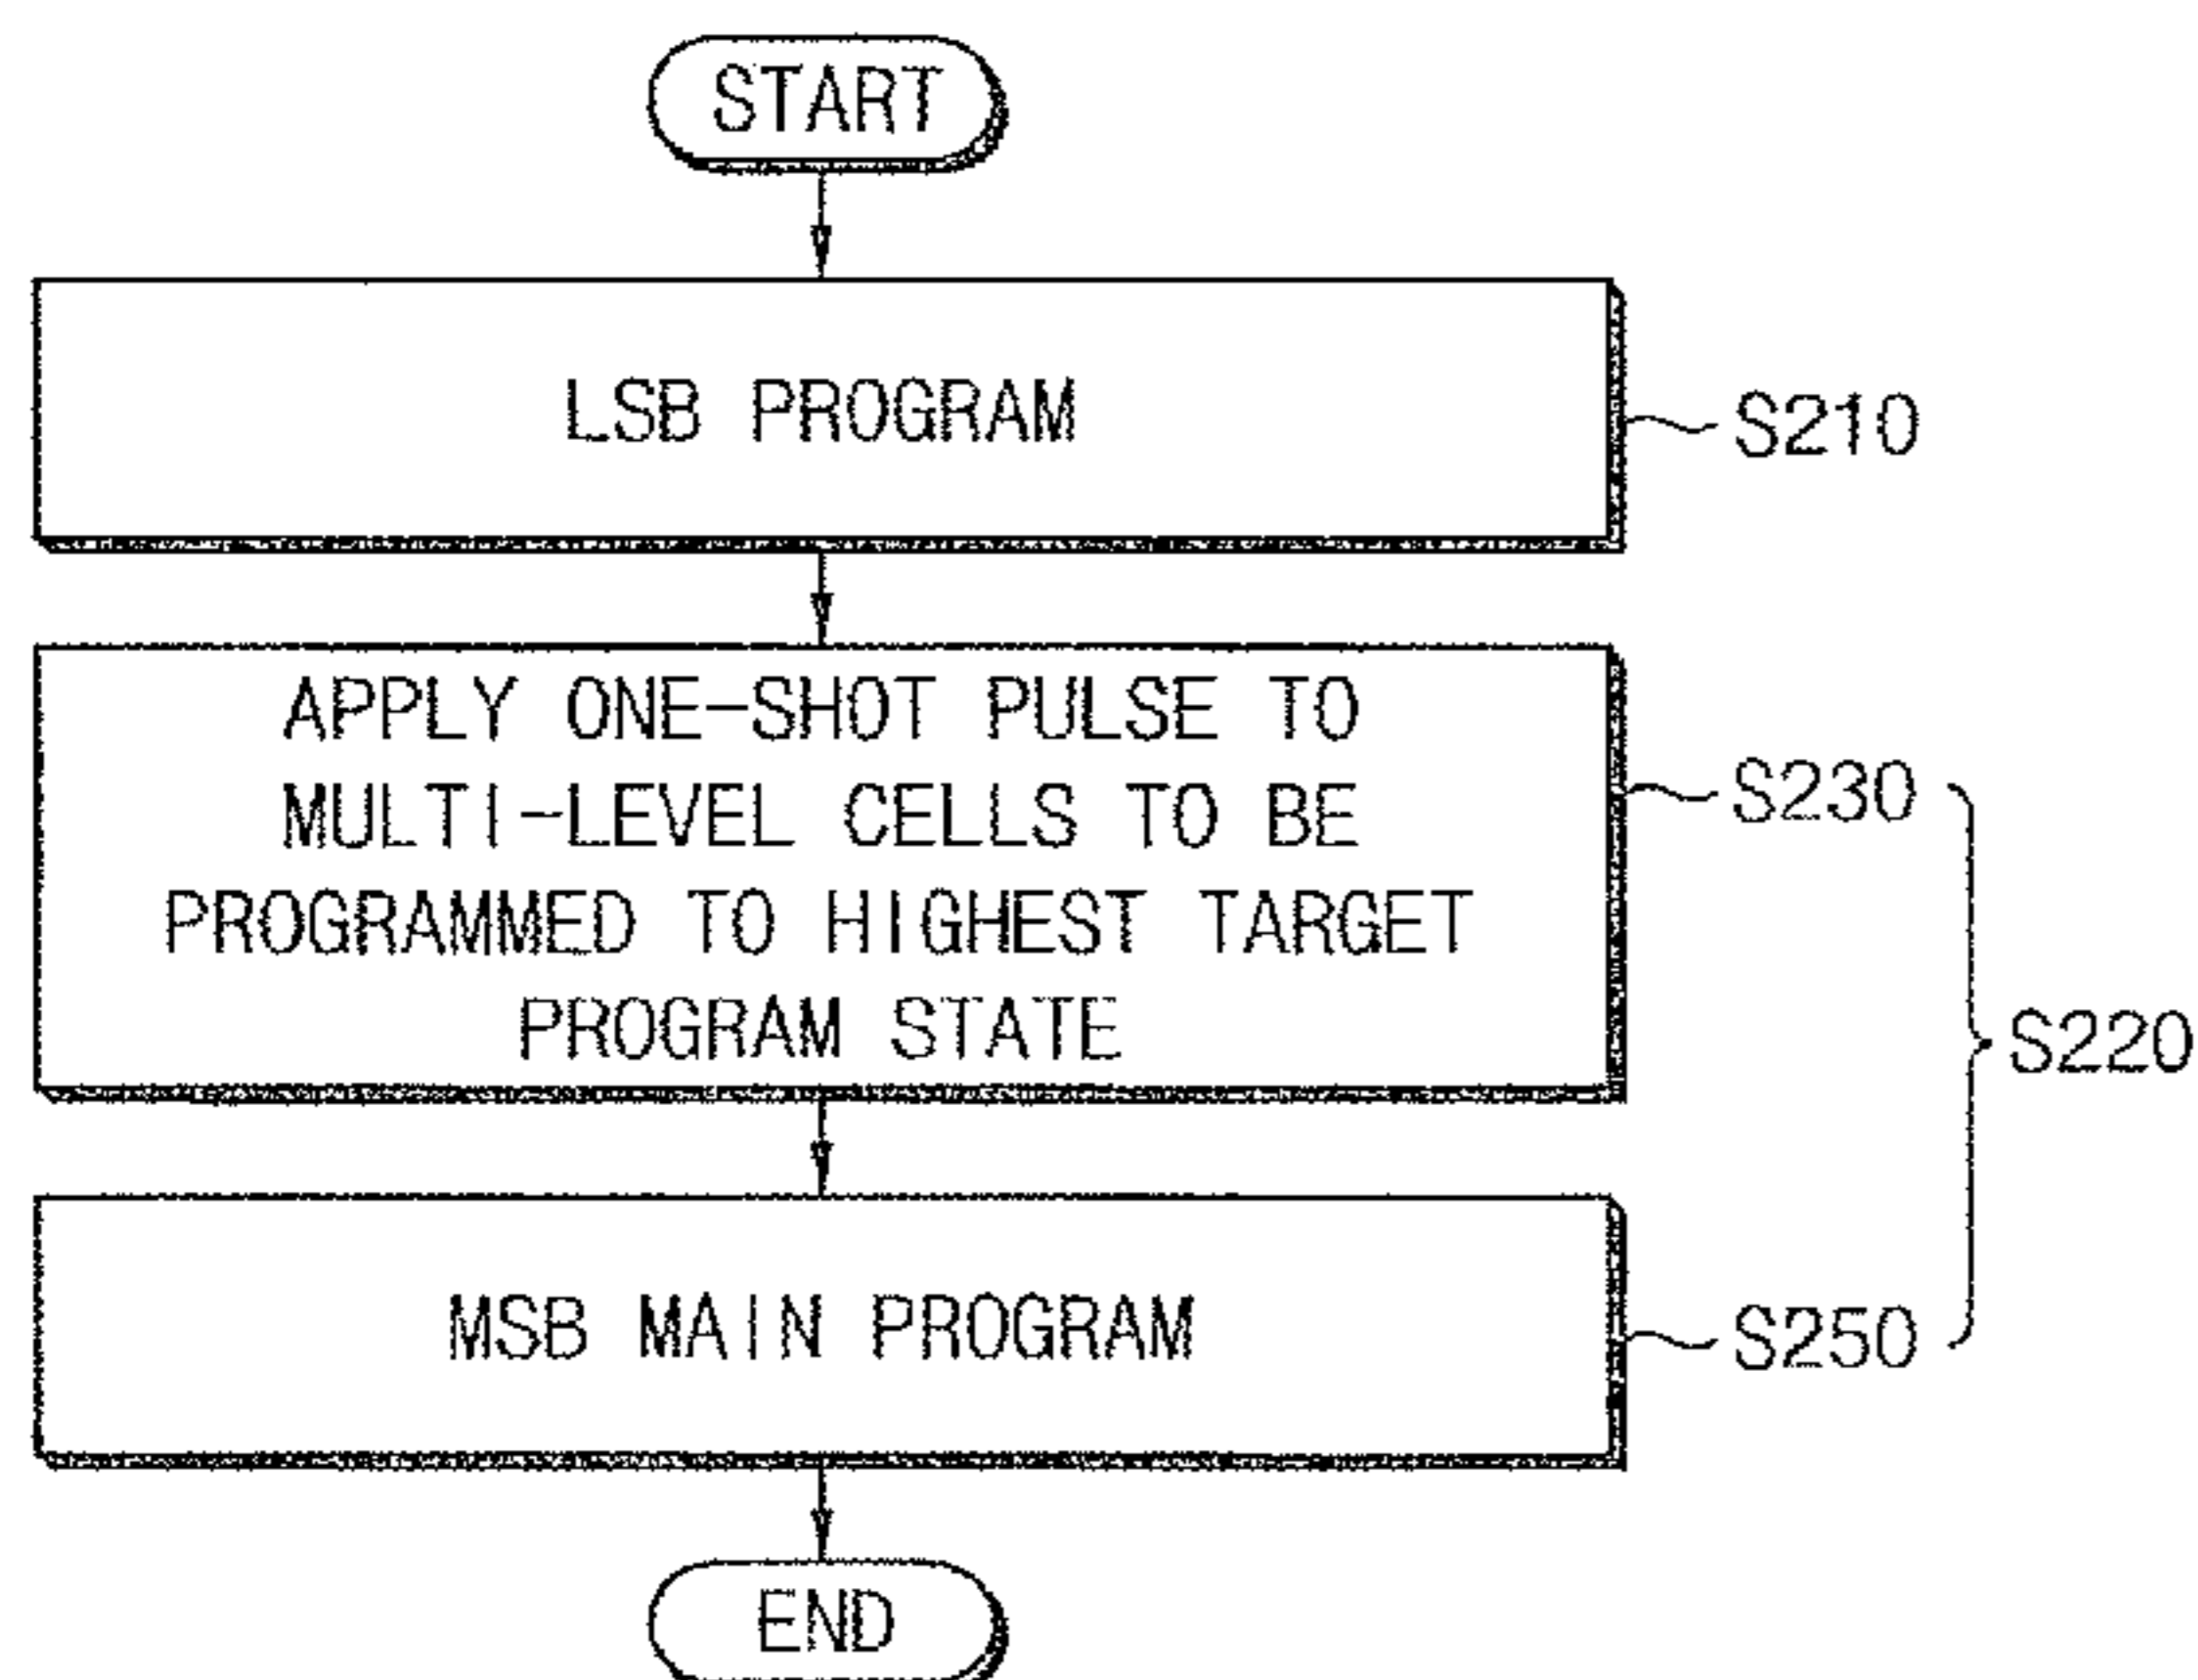 START
LSB PROGRAM
S210
APPLY ONE-SHOT PULSE TO
MULTI-LEVEL CELLS TO BE
PROGRAMMED TO HIGHEST TARGET
PROGRAM STATE
S230
S220
MSB MAIN PROGRAM
S250
END